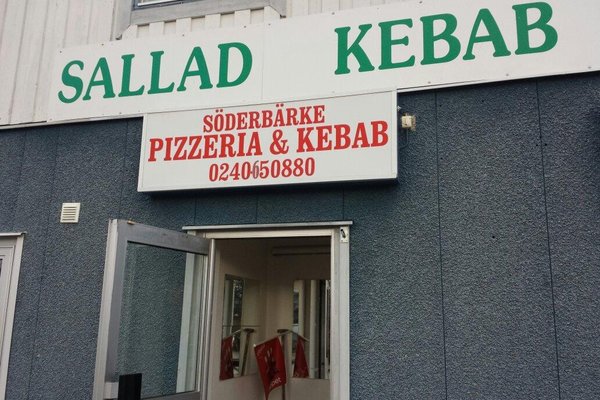 SALLAD KEBAB
SÖDERBÄRKE
PIZZERIA & KEBAB
0240650880